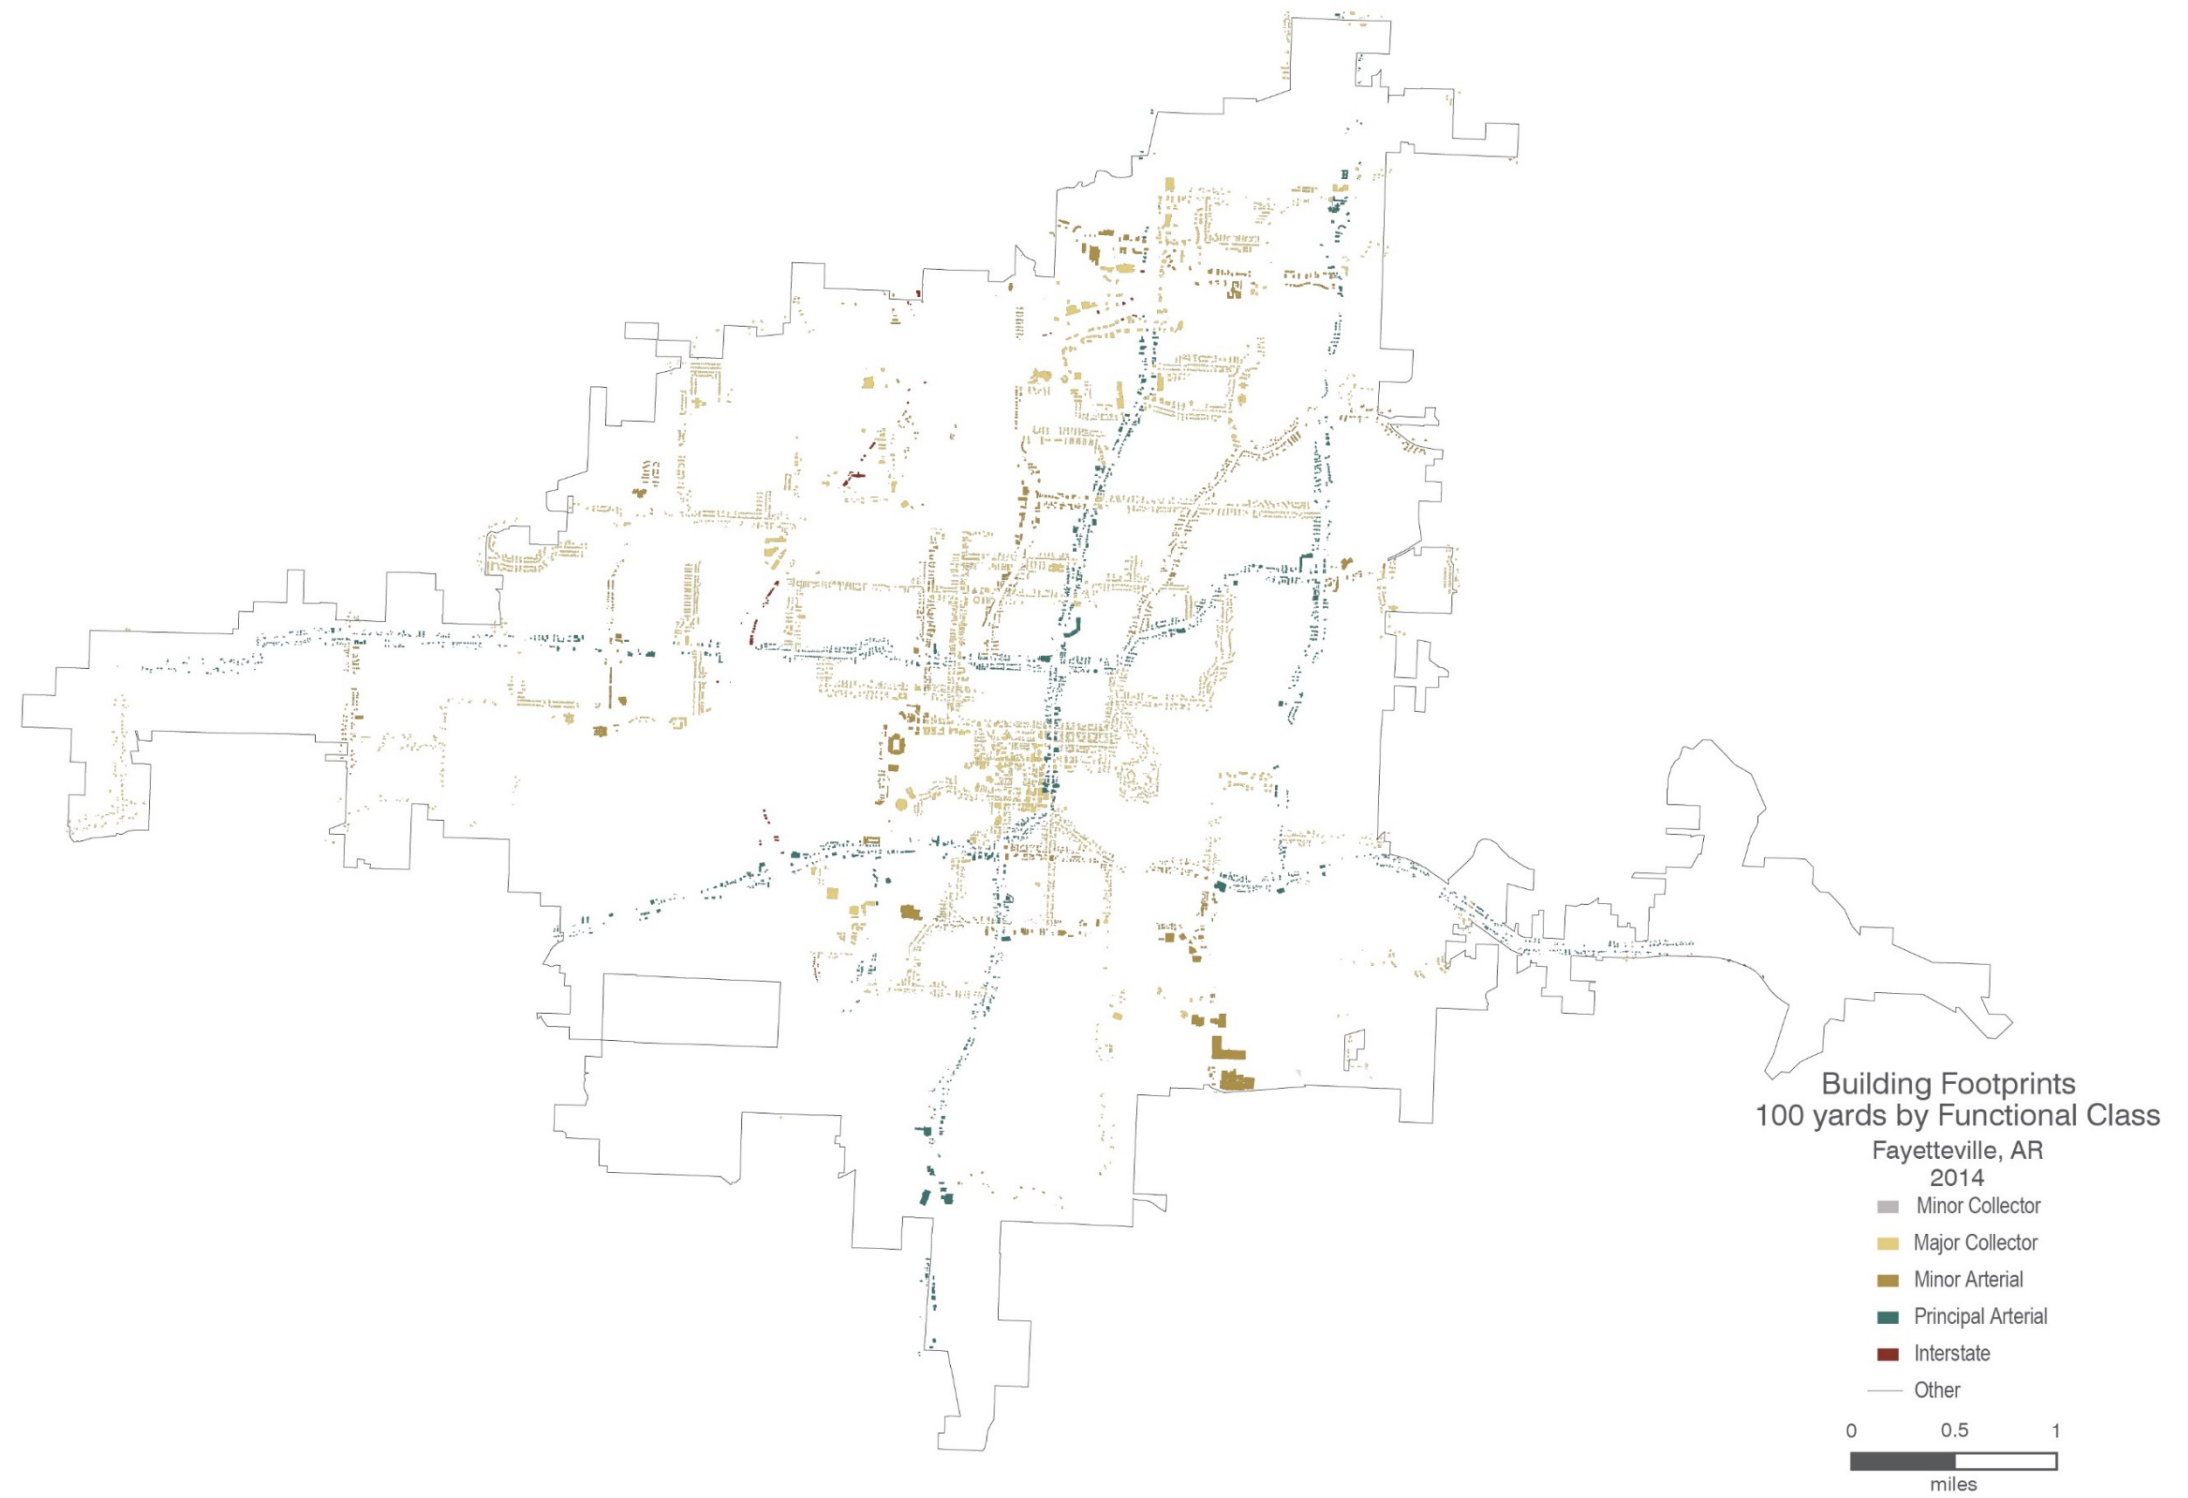 Building Footprints
100 yards by Functional Class
Fayetteville, AR
2014
Minor Collector
Major Collector
Minor Arterial
Principal Arterial
Interstate
Other
0 0.5 1
miles